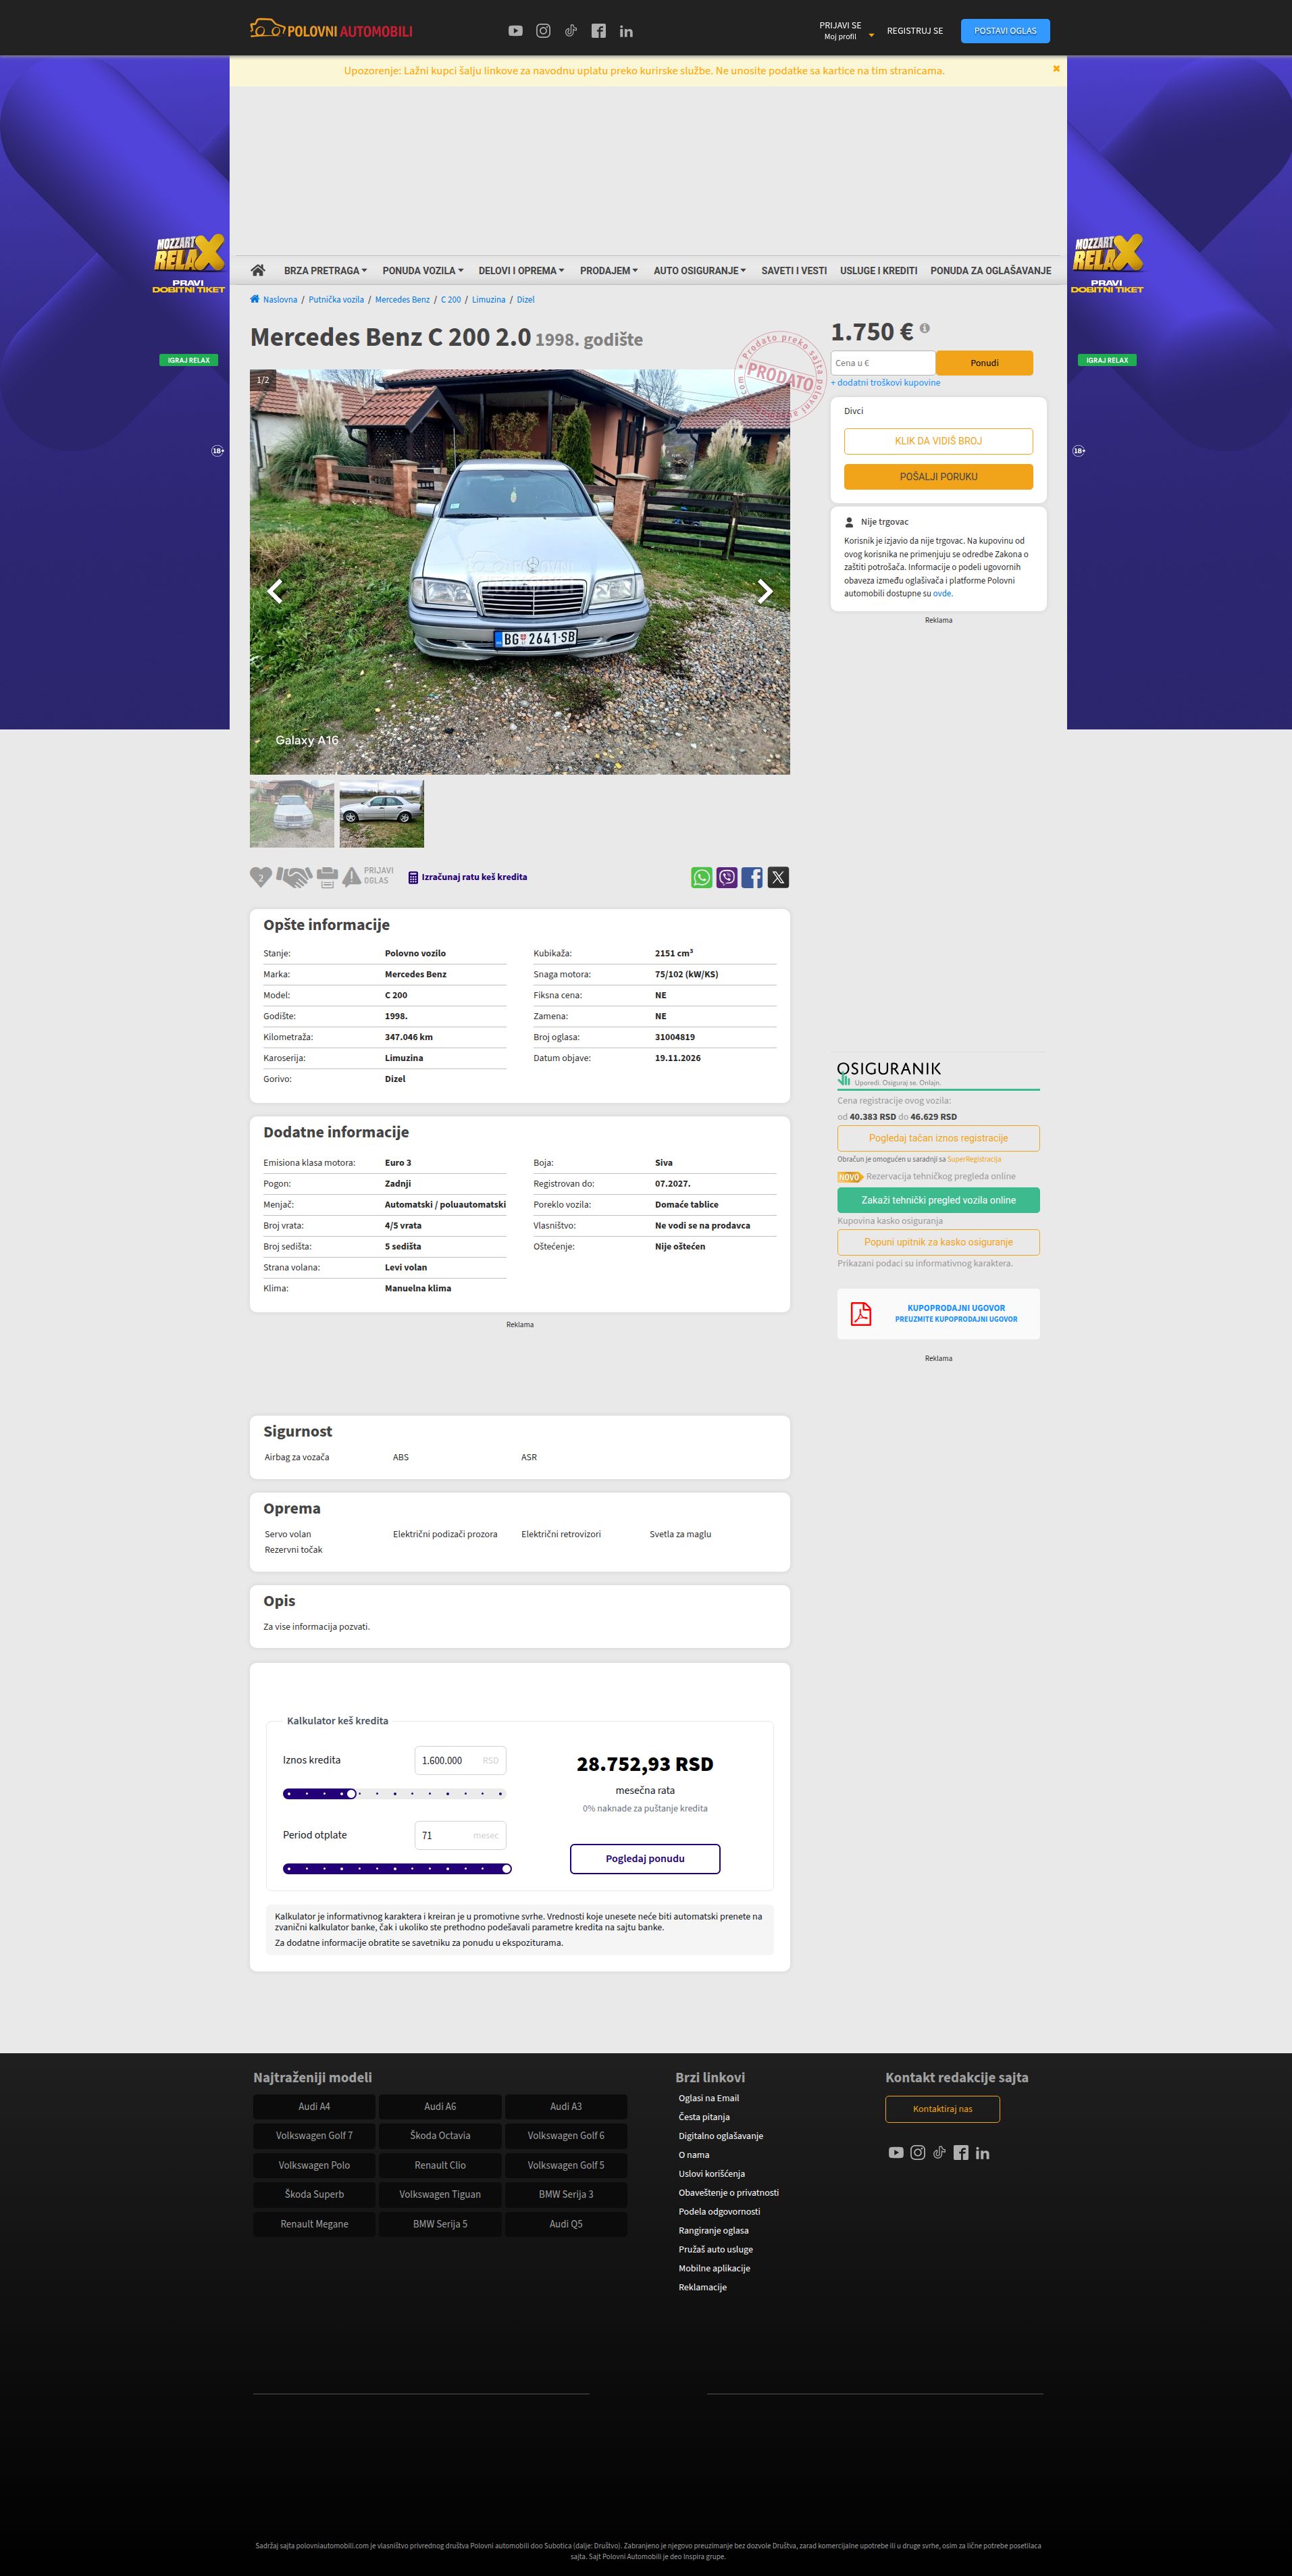 POLOVNI AUTOMOBILI
PRIJAVI SE
Moj profil
REGISTRUJ SE
POSTAVI OGLAS
Upozorenje: Lažni kupci šalju linkove za navodnu uplatu preko kurirske službe. Ne unosite podatke sa kartice na tim stranicama.
MOZZART
RELAX
PRAVI
DOBITNI TIKET
IGRAJ RELAX
18+
MOZZART
RELAX
PRAVI
DOBITNI TIKET
IGRAJ RELAX
18+
BRZA PRETRAGA PONUDA VOZILA DELOVI I OPREMA PRODAJEM AUTO OSIGURANJE SAVETI I VESTI USLUGE I KREDITI PONUDA ZA OGLAŠAVANJE
Naslovna / Putnička vozila / Mercedes Benz / C 200 / Limuzina / Dizel
Mercedes Benz C 200 2.0 1998. godište
Prodato preko sajta
PRODATO
1/2
BG 2641-SB
Galaxy A16
1.750 €
Cena u €
Ponudi
+ dodatni troškovi kupovine
Divci
KLIK DA VIDIŠ BROJ
POŠALJI PORUKU
Nije trgovac
Korisnik je izjavio da nije trgovac. Na kupovinu od
ovog korisnika ne primenjuju se odredbe Zakona o
zaštiti potrošača. Informacije o podeli ugovornih
obaveza između oglašivača i platforme Polovni
automobili dostupne su ovde.
Reklama
2
PRIJAVI
OGLAS
Izračunaj ratu keš kredita
Opšte informacije
Stanje: Polovno vozilo
Marka: Mercedes Benz
Model: C 200
Godište: 1998.
Kilometraža: 347.046 km
Karoserija: Limuzina
Gorivo: Dizel
Kubikaža: 2151 cm³
Snaga motora: 75/102 (kW/KS)
Fiksna cena: NE
Zamena: NE
Broj oglasa: 31004819
Datum objave: 19.11.2026
Dodatne informacije
Emisiona klasa motora: Euro 3
Pogon: Zadnji
Menjač: Automatski / poluautomatski
Broj vrata: 4/5 vrata
Broj sedišta: 5 sedišta
Strana volana: Levi volan
Klima: Manuelna klima
Boja: Siva
Registrovan do: 07.2027.
Poreklo vozila: Domaće tablice
Vlasništvo: Ne vodi se na prodavca
Oštećenje: Nije oštećen
Reklama
OSIGURANIK
Uporedi. Osiguraj se. Onlajn.
Cena registracije ovog vozila:
od 40.383 RSD do 46.629 RSD
Pogledaj tačan iznos registracije
Obračun je omogućen u saradnji sa SuperRegistracija
NOVO Rezervacija tehničkog pregleda online
Zakaži tehnički pregled vozila online
Kupovina kasko osiguranja
Popuni upitnik za kasko osiguranje
Prikazani podaci su informativnog karaktera.
KUPOPRODAJNI UGOVOR
PREUZMITE KUPOPRODAJNI UGOVOR
Reklama
Sigurnost
Airbag za vozača ABS ASR
Oprema
Servo volan Električni podizači prozora Električni retrovizori Svetla za maglu
Rezervni točak
Opis
Za vise informacija pozvati.
Kalkulator keš kredita
Iznos kredita 1.600.000 RSD
Period otplate 71 mesec
28.752,93 RSD
mesečna rata
0% naknade za puštanje kredita
Pogledaj ponudu
Kalkulator je informativnog karaktera i kreiran je u promotivne svrhe. Vrednosti koje unesete neće biti automatski prenete na
zvanični kalkulator banke, čak i ukoliko ste prethodno podešavali parametre kredita na sajtu banke.
Za dodatne informacije obratite se savetniku za ponudu u ekspoziturama.
Najtraženiji modeli
Audi A4 Audi A6 Audi A3
Volkswagen Golf 7 Škoda Octavia Volkswagen Golf 6
Volkswagen Polo Renault Clio Volkswagen Golf 5
Škoda Superb Volkswagen Tiguan BMW Serija 3
Renault Megane BMW Serija 5 Audi Q5
Brzi linkovi
Oglasi na Email
Česta pitanja
Digitalno oglašavanje
O nama
Uslovi korišćenja
Obaveštenje o privatnosti
Podela odgovornosti
Rangiranje oglasa
Pružaš auto usluge
Mobilne aplikacije
Reklamacije
Kontakt redakcije sajta
Kontaktiraj nas
Sadržaj sajta polovniautomobili.com je vlasništvo privrednog društva Polovni automobili doo Subotica (dalje: Društvo). Zabranjeno je njegovo preuzimanje bez dozvole Društva, zarad komercijalne upotrebe ili u druge svrhe, osim za lične potrebe posetilaca
sajta. Sajt Polovni Automobili je deo Inspira grupe.